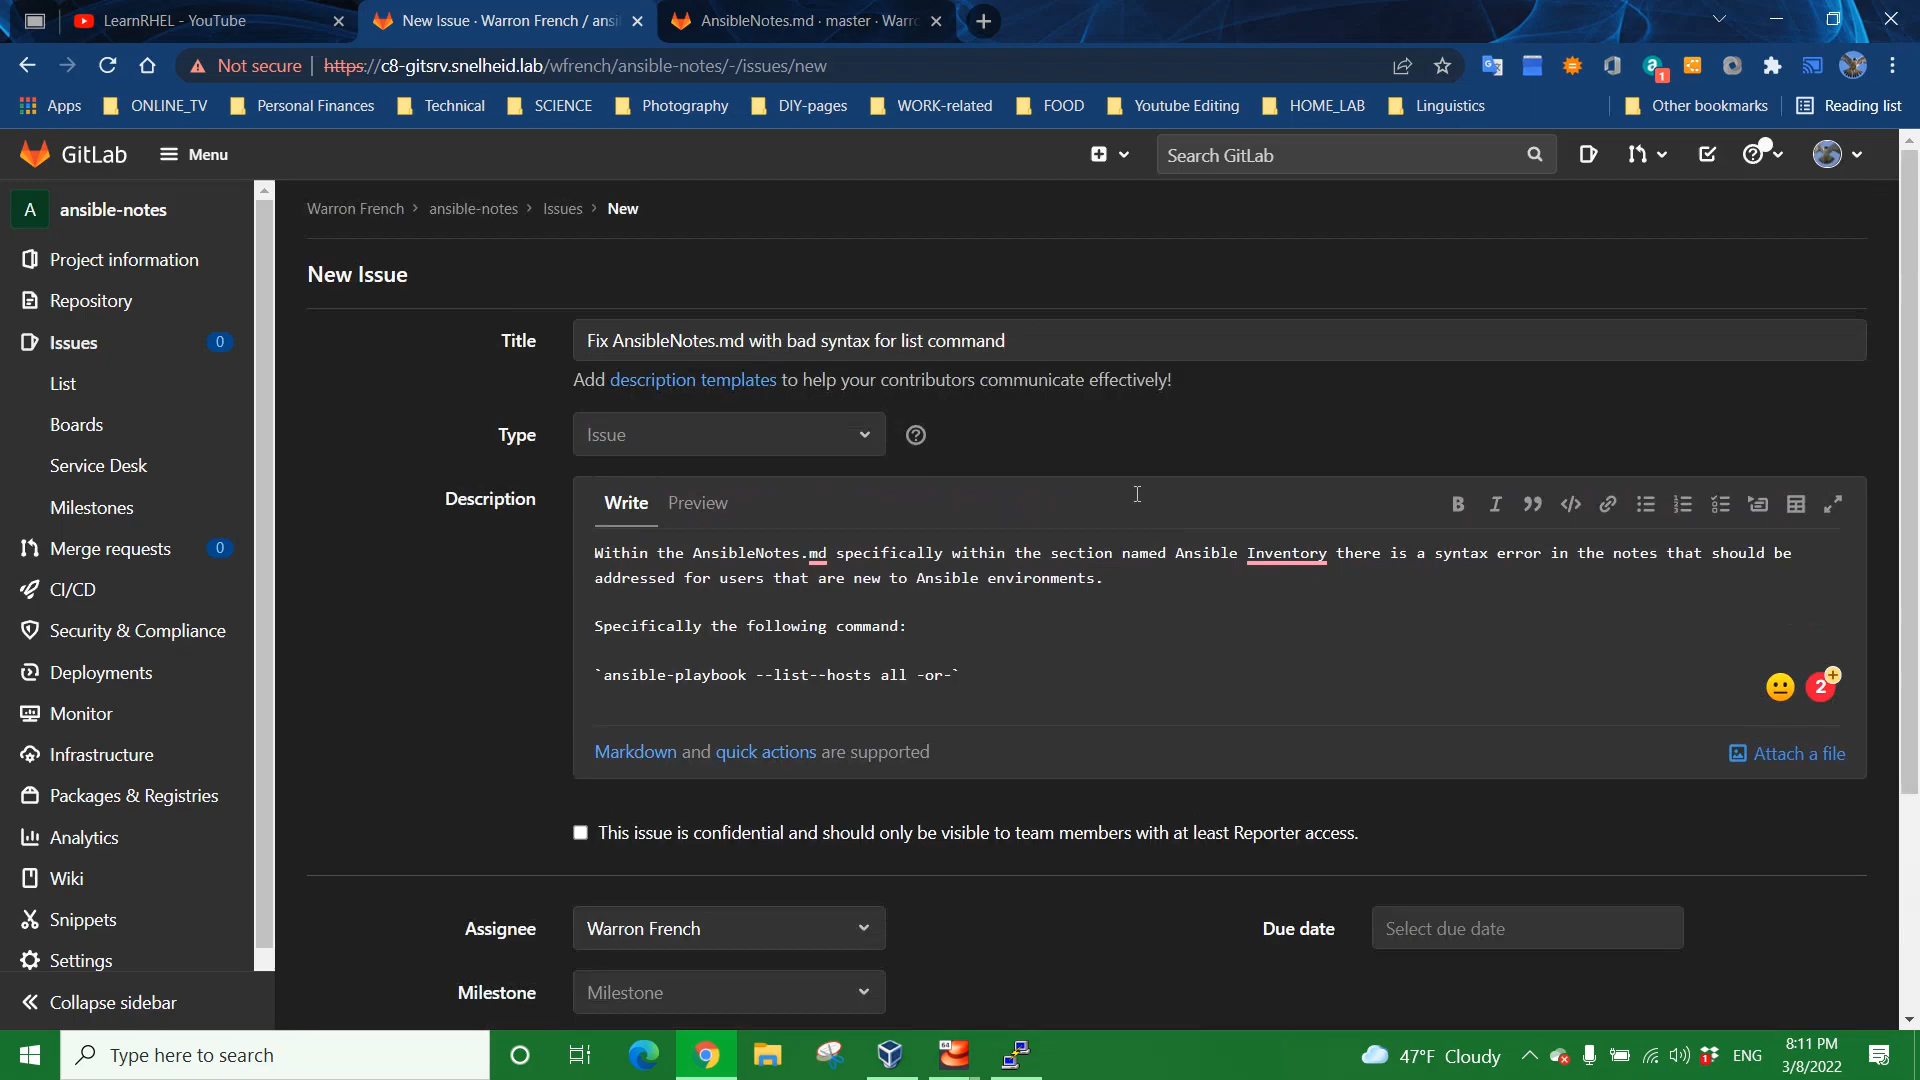 LearnRHEL - YouTube
New Issue · Warron French / ansi
AnsibleNotes.md · master · Warro
Not secure | https://c8-gitsrv.snelheid.lab/wfrench/ansible-notes/-/issues/new
Apps ONLINE_TV Personal Finances Technical SCIENCE Photography DIY-pages WORK-related FOOD Youtube Editing HOME_LAB Linguistics Other bookmarks Reading list
GitLab Menu Search GitLab
A ansible-notes
Project information
Repository
Issues 0
List
Boards
Service Desk
Milestones
Merge requests 0
CI/CD
Security & Compliance
Deployments
Monitor
Infrastructure
Packages & Registries
Analytics
Wiki
Snippets
Settings
Collapse sidebar
Warron French > ansible-notes > Issues > New
New Issue
Title Fix AnsibleNotes.md with bad syntax for list command
Add description templates to help your contributors communicate effectively!
Type Issue
Description Write Preview
Within the AnsibleNotes.md specifically within the section named Ansible Inventory there is a syntax error in the notes that should be
addressed for users that are new to Ansible environments.
Specifically the following command:
`ansible-playbook --list--hosts all -or-`
2
Markdown and quick actions are supported Attach a file
This issue is confidential and should only be visible to team members with at least Reporter access.
Assignee Warron French Due date Select due date
Milestone Milestone
Type here to search
64
47°F Cloudy ENG
8:11 PM
3/8/2022